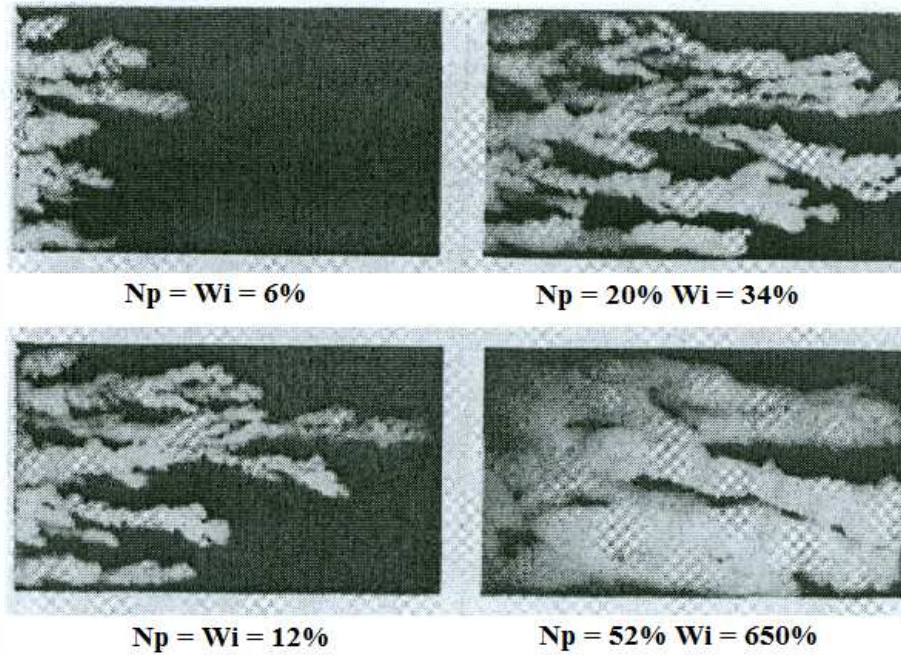 Np = Wi = 6%
Np = 20% Wi = 34%
Np = Wi = 12%
Np = 52% Wi = 650%